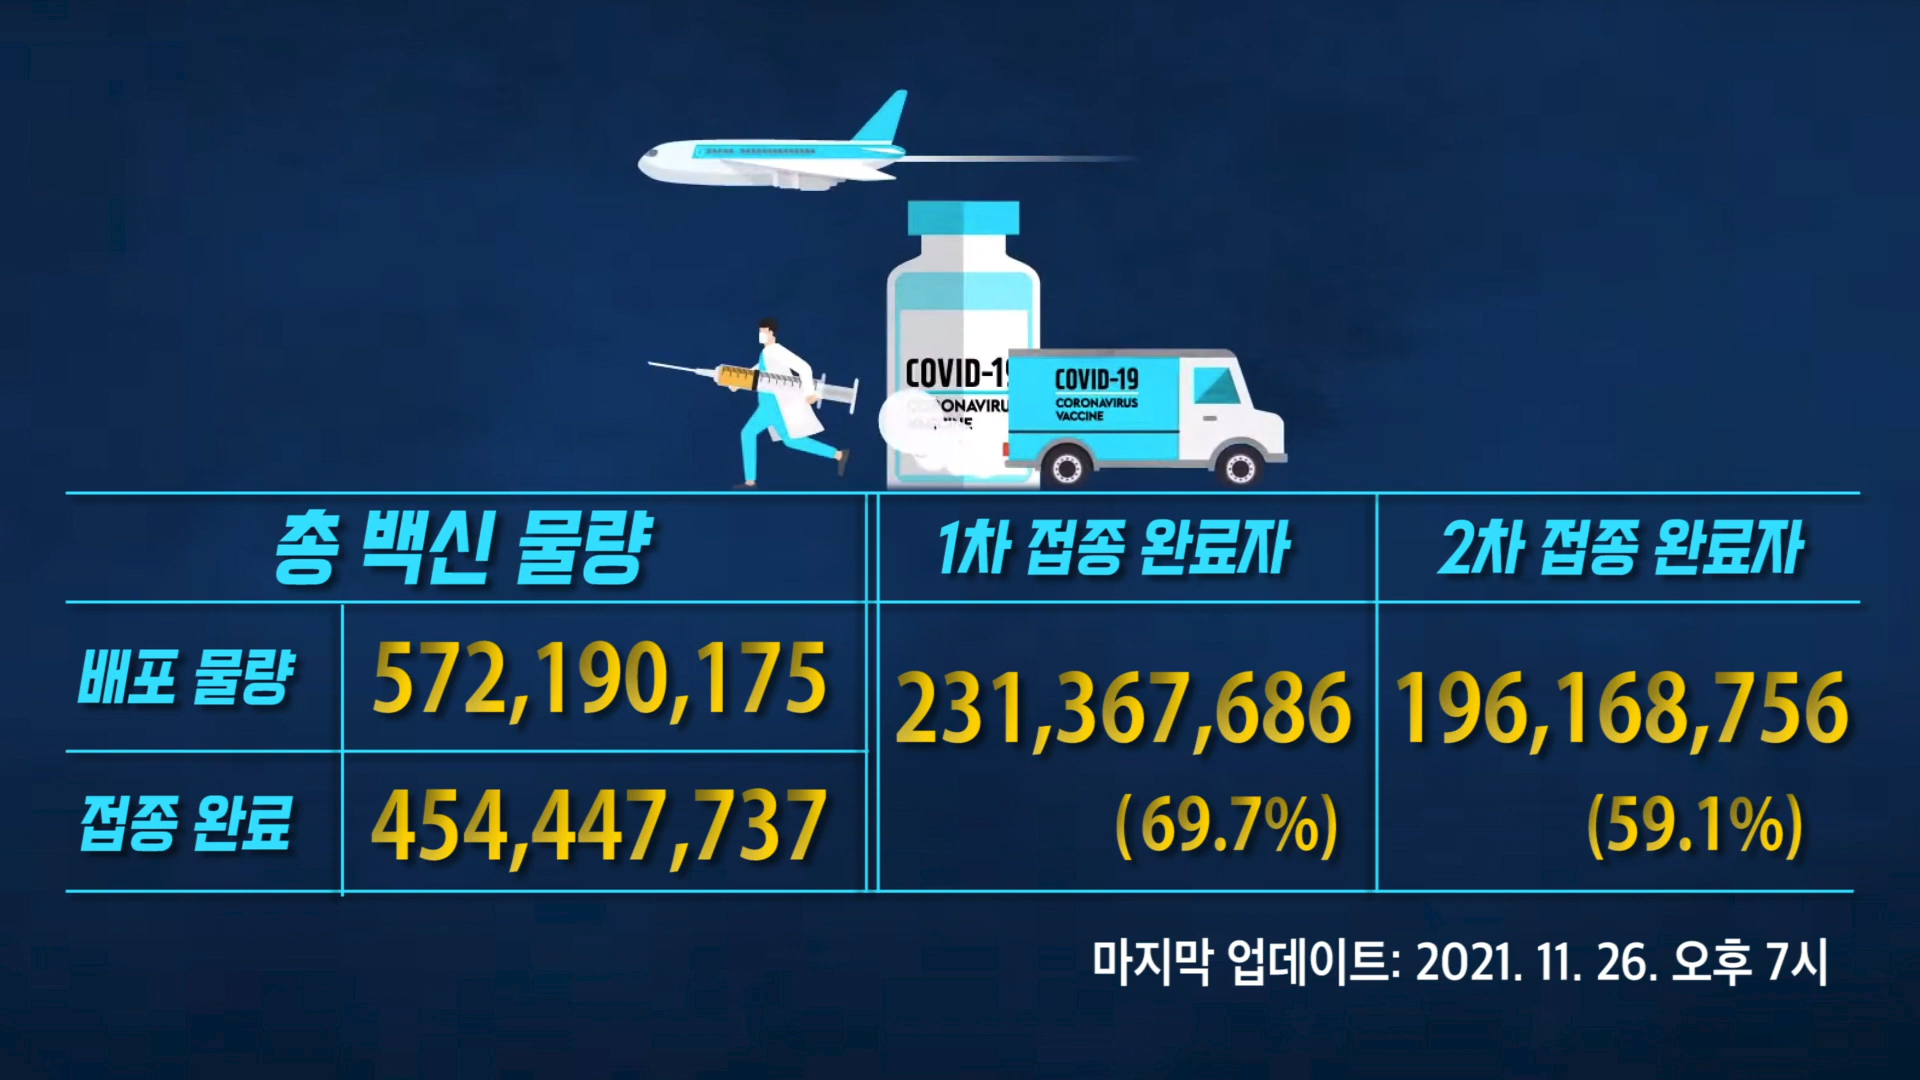 COVID-19
COVID-19
CORONAVIRUS
VACCINE
총 백신 물량
1차 접종 완료자
2차 접종 완료자
배포 물량
572,190,175
231,367,686
196,168,756
접종 완료
454,447,737
(69.7%)
(59.1%)
마지막 업데이트: 2021. 11. 26. 오후 7시